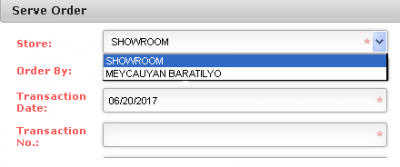 Serve Order
Store:
SHOWROOM *
SHOWROOM
MEYCAUYAN BARATILYO
Order By:
Transaction Date:
06/20/2017 *
Transaction No.:
*